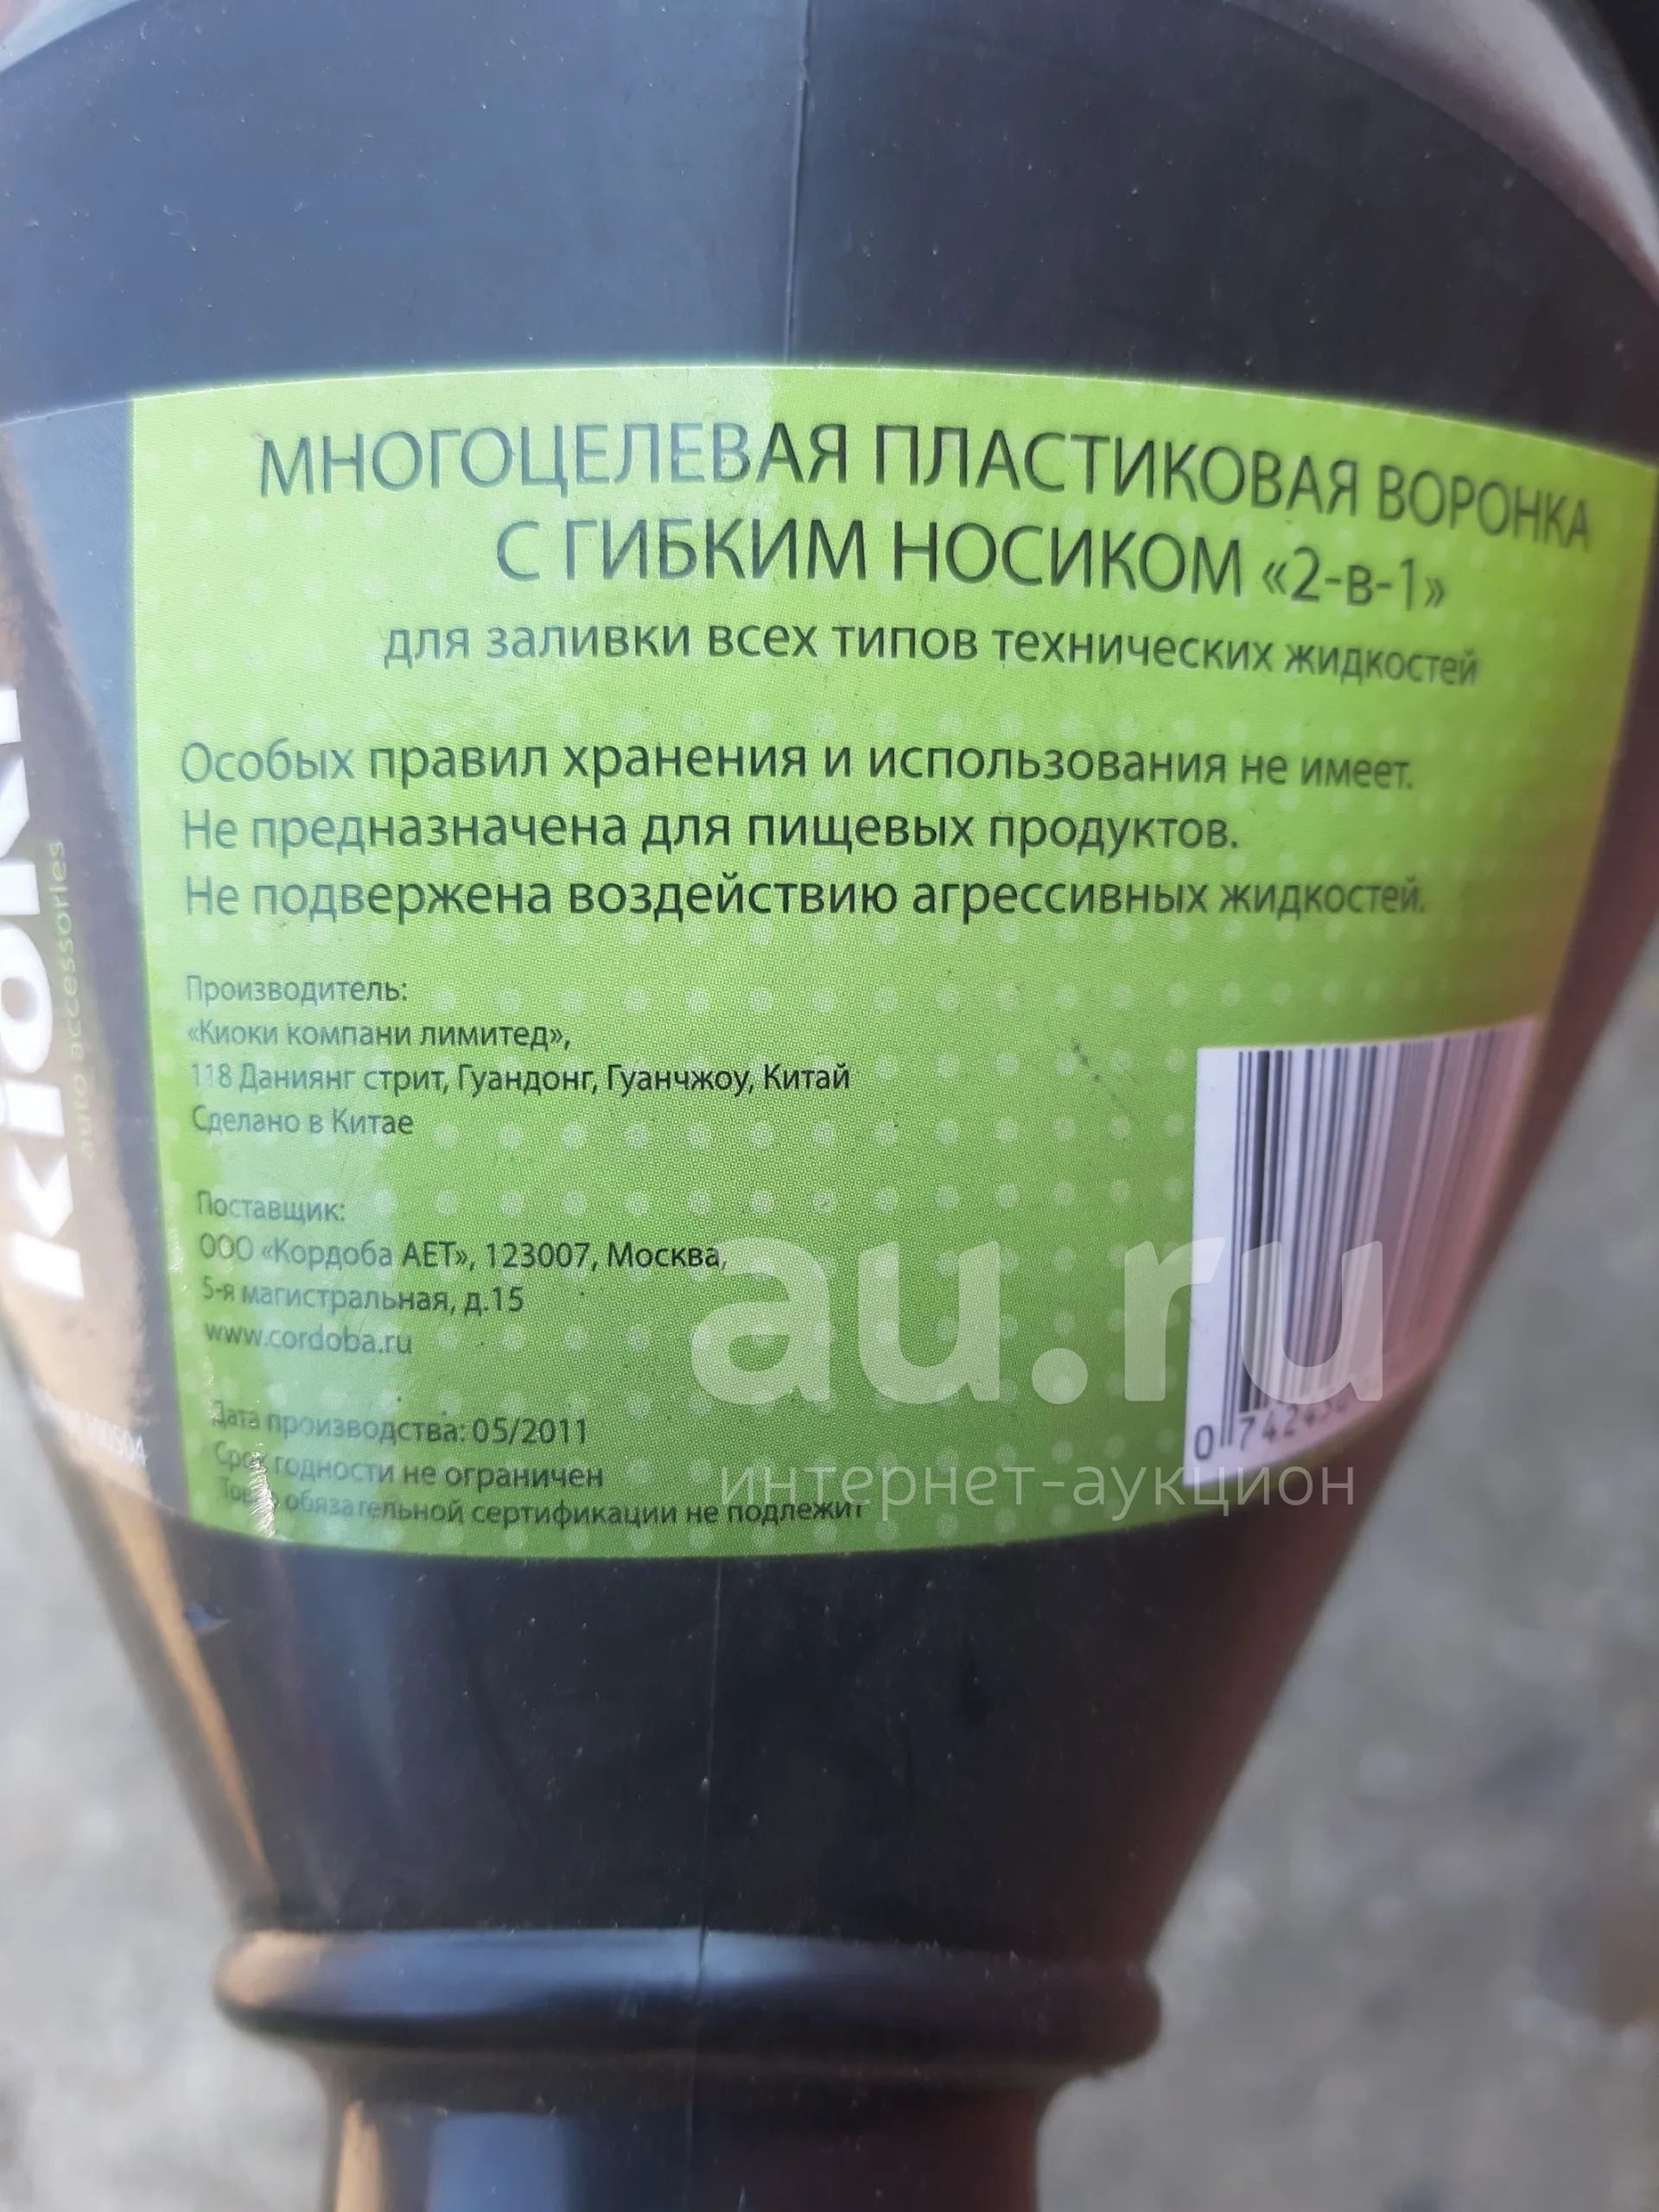 МНОГОЦЕЛЕВАЯ ПЛАСТИКОВАЯ ВОРОНКА
С ГИБКИМ НОСИКОМ «2-в-1»
для заливки всех типов технических жидкостей
Особых правил хранения и использования не имеет.
Не предназначена для пищевых продуктов.
Не подвержена воздействию агрессивных жидкостей.
Производитель:
«Киоки компани лимитед»,
118 Даниянг стрит, Гуандонг, Гуанчжоу, Китай
Сделано в Китае
Поставщик:
ООО «Кордоба АЕТ», 123007, Москва,
5-я магистральная, д.15
www.cordoba.ru
Дата производства: 05/2011
Срок годности не ограничен
Товар обязательной сертификации не подлежит
kioki
auto accessories
au.ru
интернет-аукцион